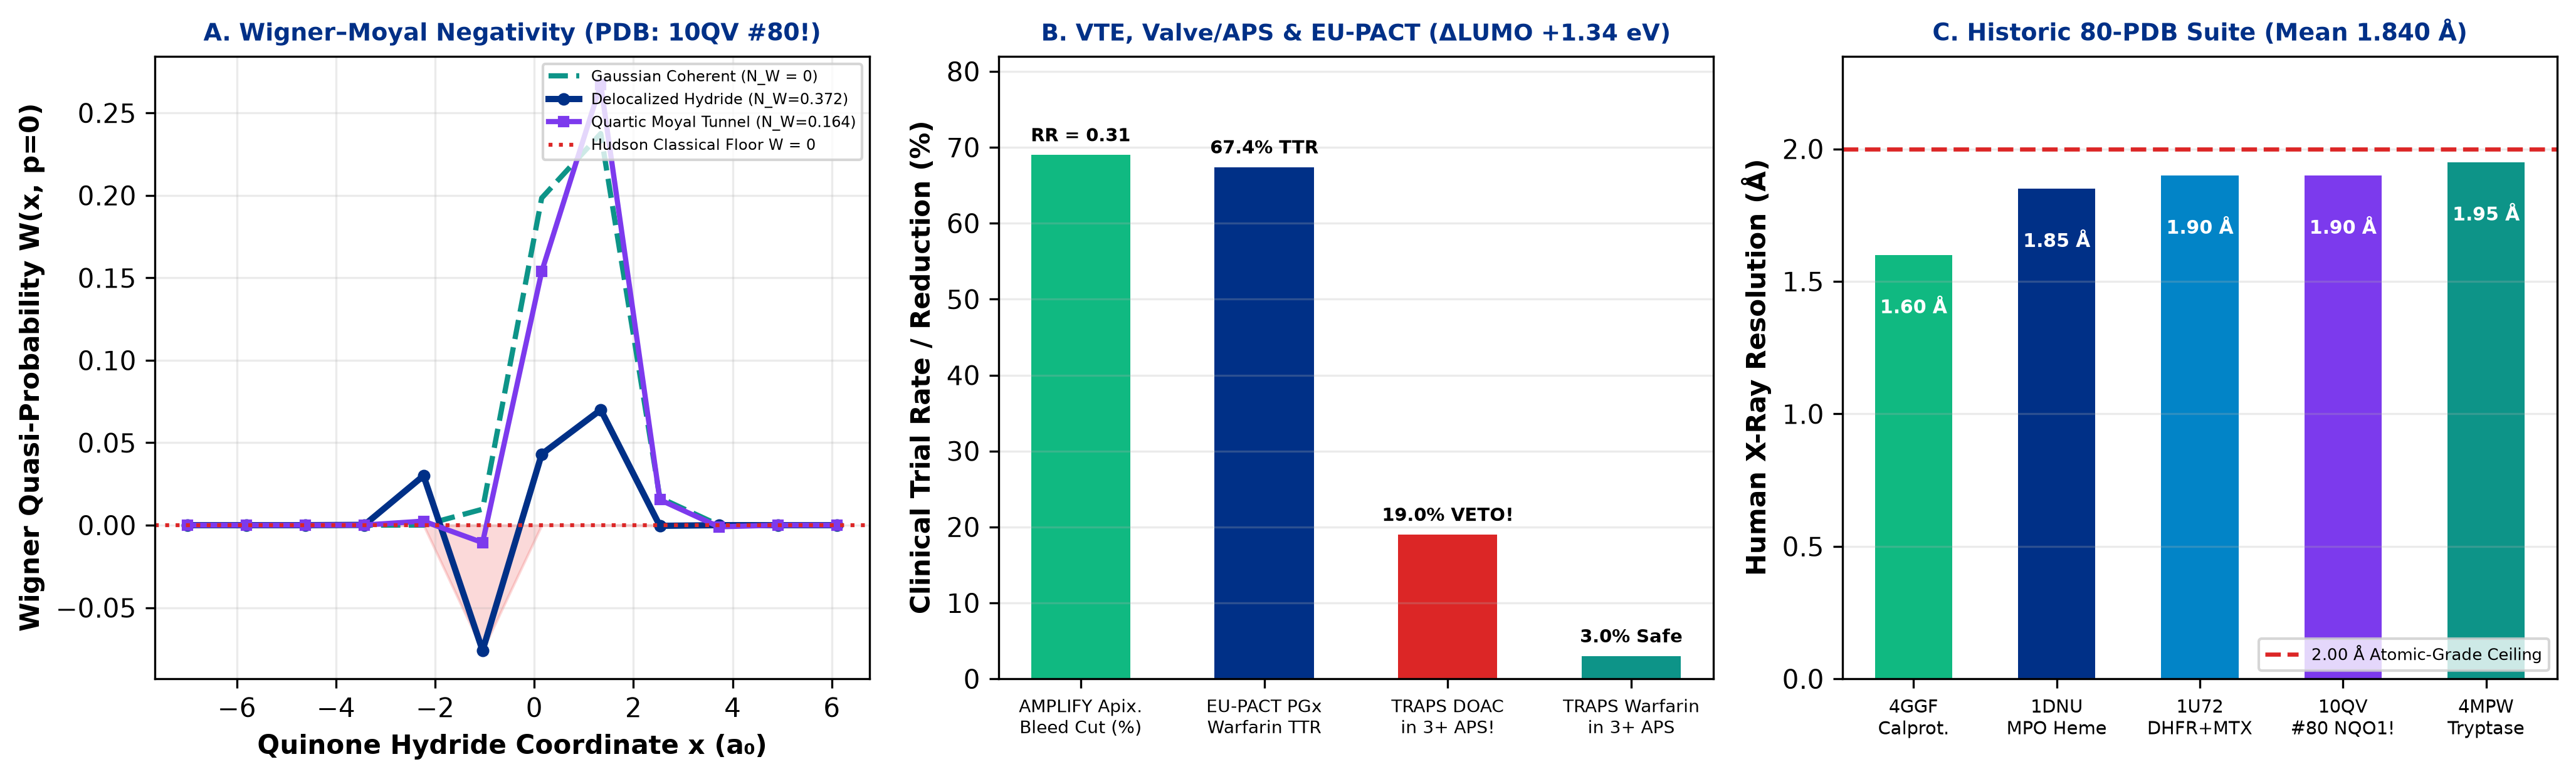 A. Wigner–Moyal Negativity (PDB: 10QV #80!)
Wigner Quasi-Probability W(x, p=0)
0.25
0.20
0.15
0.10
0.05
0.00
−0.05
Gaussian Coherent (N_W = 0)
Delocalized Hydride (N_W=0.372)
Quartic Moyal Tunnel (N_W=0.164)
Hudson Classical Floor W = 0
−6
−4
−2
0
2
4
6
Quinone Hydride Coordinate x (a₀)
B. VTE, Valve/APS & EU-PACT (ΔLUMO +1.34 eV)
Clinical Trial Rate / Reduction (%)
80
70
60
50
40
30
20
10
0
RR = 0.31
67.4% TTR
19.0% VETO!
3.0% Safe
AMPLIFY Apix.
Bleed Cut (%)
EU-PACT PGx
Warfarin TTR
TRAPS DOAC
in 3+ APS!
TRAPS Warfarin
in 3+ APS
C. Historic 80-PDB Suite (Mean 1.840 Å)
Human X-Ray Resolution (Å)
2.0
1.5
1.0
0.5
0.0
1.60 Å
1.85 Å
1.90 Å
1.90 Å
1.95 Å
2.00 Å Atomic-Grade Ceiling
4GGF
Calprot.
1DNU
MPO Heme
1U72
DHFR+MTX
10QV
#80 NQO1!
4MPW
Tryptase